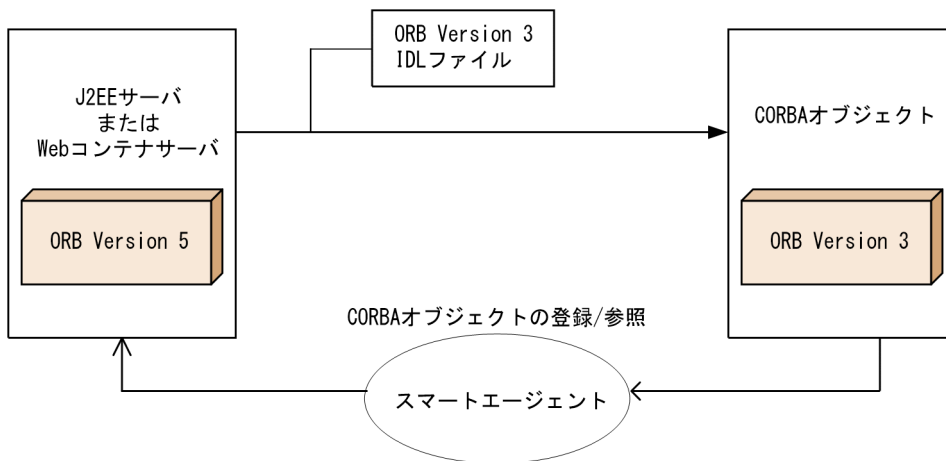 ORB Version 3
IDLファイル
J2EEサーバ
または
Webコンテナサーバ
CORBAオブジェクト
ORB Version 5
ORB Version 3
CORBAオブジェクトの登録/参照
スマートエージェント